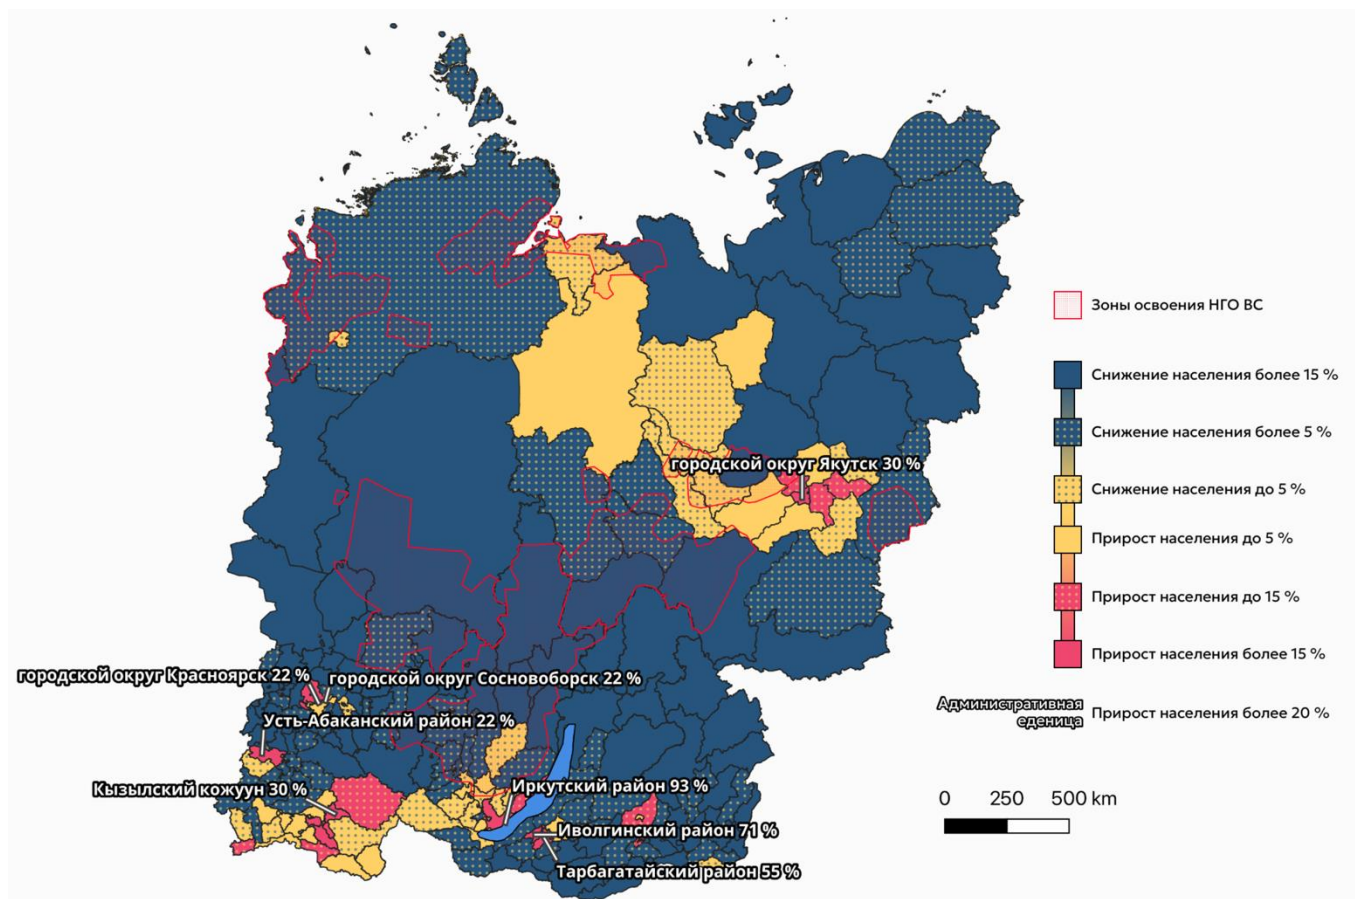 Зоны освоения НГО ВС
Снижение населения более 15 %
Снижение населения более 5 %
городской округ Якутск 30 %
Снижение населения до 5 %
Прирост населения до 5 %
Прирост населения до 15 %
Прирост населения более 15 %
городской округ Красноярск 22 %
городской округ Сосновоборск 22 %
Административная
еденица
Прирост населения более 20 %
Усть-Абаканский район 22 %
Кызылский кожуун 30 %
Иркутский район 93 %
0 250 500 km
Иволгинский район 71 %
Тарбагатайский район 55 %